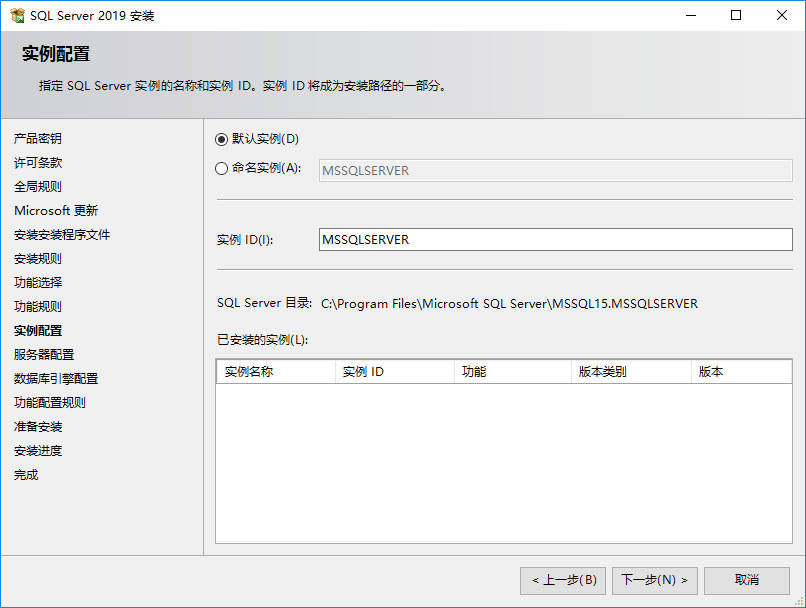 SQL Server 2019 安装
实例配置
指定 SQL Server 实例的名称和实例 ID。实例 ID 将成为安装路径的一部分。
产品密钥
许可条款
全局规则
Microsoft 更新
安装安装程序文件
安装规则
功能选择
功能规则
实例配置
服务器配置
数据库引擎配置
功能配置规则
准备安装
安装进度
完成
默认实例(D)
命名实例(A): MSSQLSERVER
实例 ID(I): MSSQLSERVER
SQL Server 目录: C:\Program Files\Microsoft SQL Server\MSSQL15.MSSQLSERVER
已安装的实例(L):
实例名称 实例 ID 功能 版本类别 版本
< 上一步(B) 下一步(N) > 取消